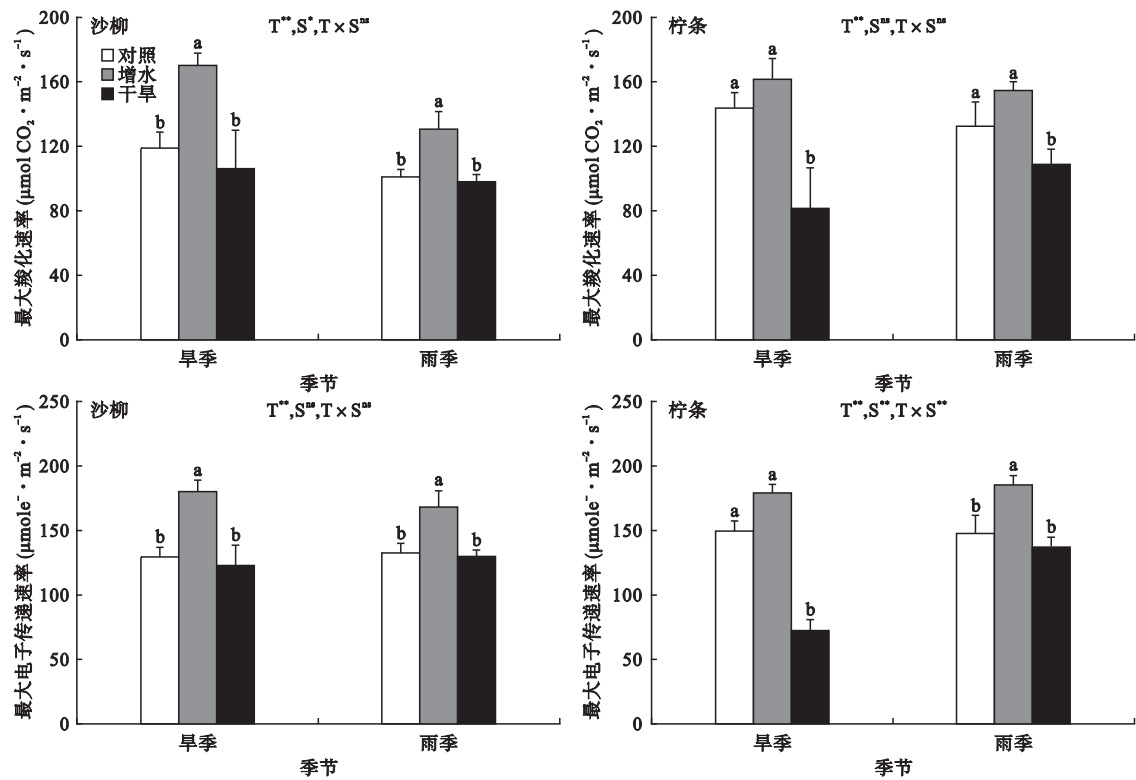 沙柳 T**,S*,T×Sns
对照
增水
干旱
最大羧化速率(μmol CO2·m−2·s−1)
200
160
120
80
40
0
b
a
b
b
a
b
旱季 雨季
季节
柠条 T**,Sns,T×Sns
最大羧化速率(μmol CO2·m−2·s−1)
200
160
120
80
40
0
a
a
b
a
a
b
旱季 雨季
季节
沙柳 T**,Sns,T×Sns
最大电子传递速率(μmole−·m−2·s−1)
250
200
150
100
50
0
b
a
b
b
a
b
旱季 雨季
季节
柠条 T**,S**,T×S**
最大电子传递速率(μmole−·m−2·s−1)
250
200
150
100
50
0
a
a
b
b
a
b
旱季 雨季
季节